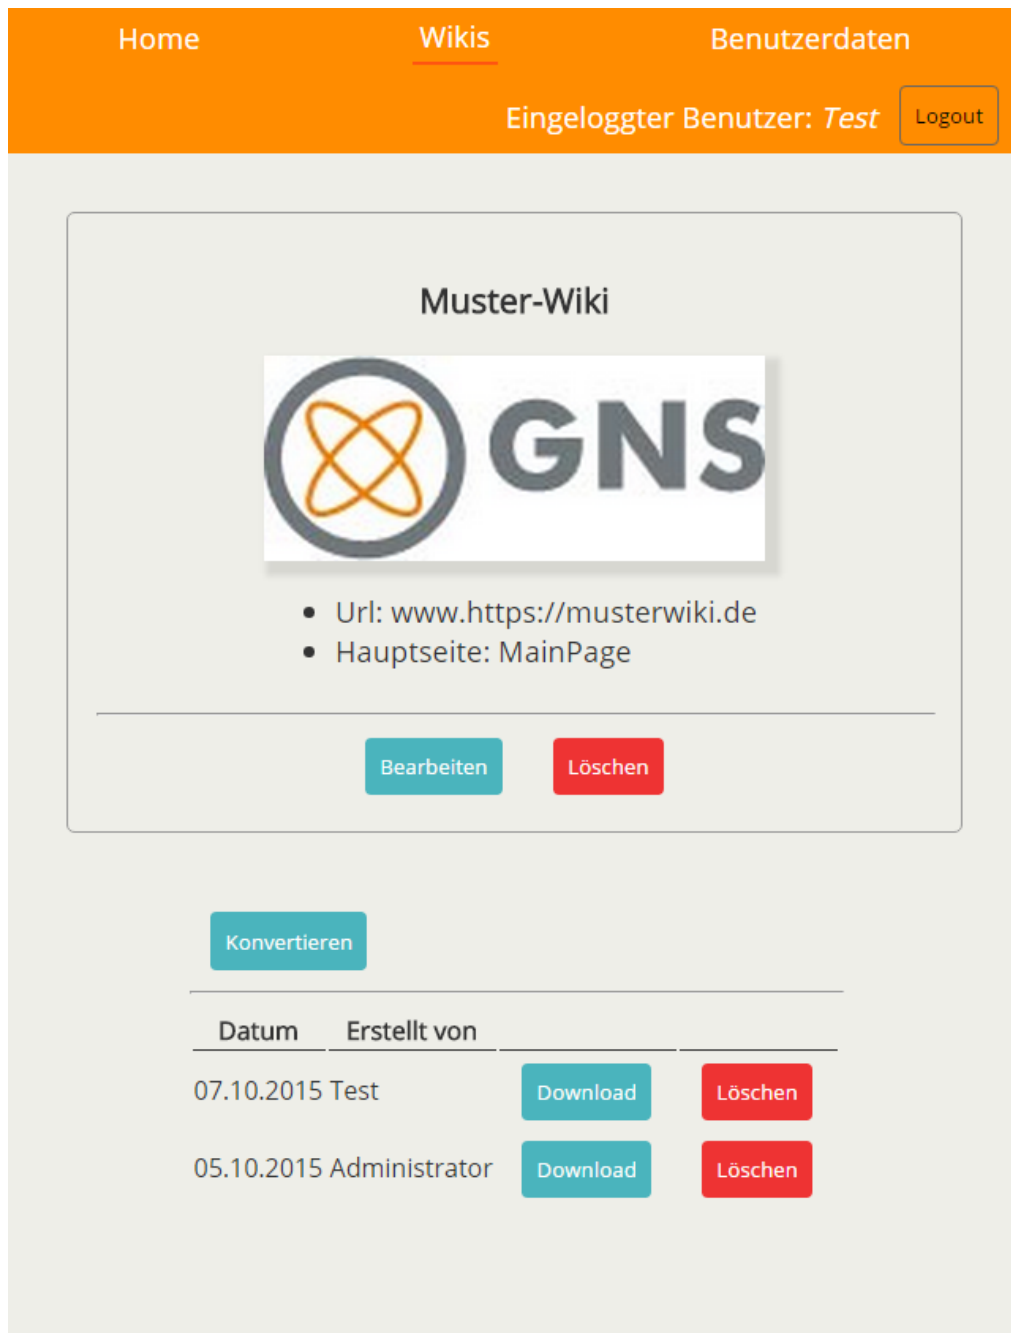 Home Wikis Benutzerdaten
Eingeloggter Benutzer: Test Logout
Muster-Wiki
GNS
Url: www.https://musterwiki.de
Hauptseite: MainPage
Bearbeiten Löschen
Konvertieren
Datum Erstellt von
07.10.2015 Test Download Löschen
05.10.2015 Administrator Download Löschen